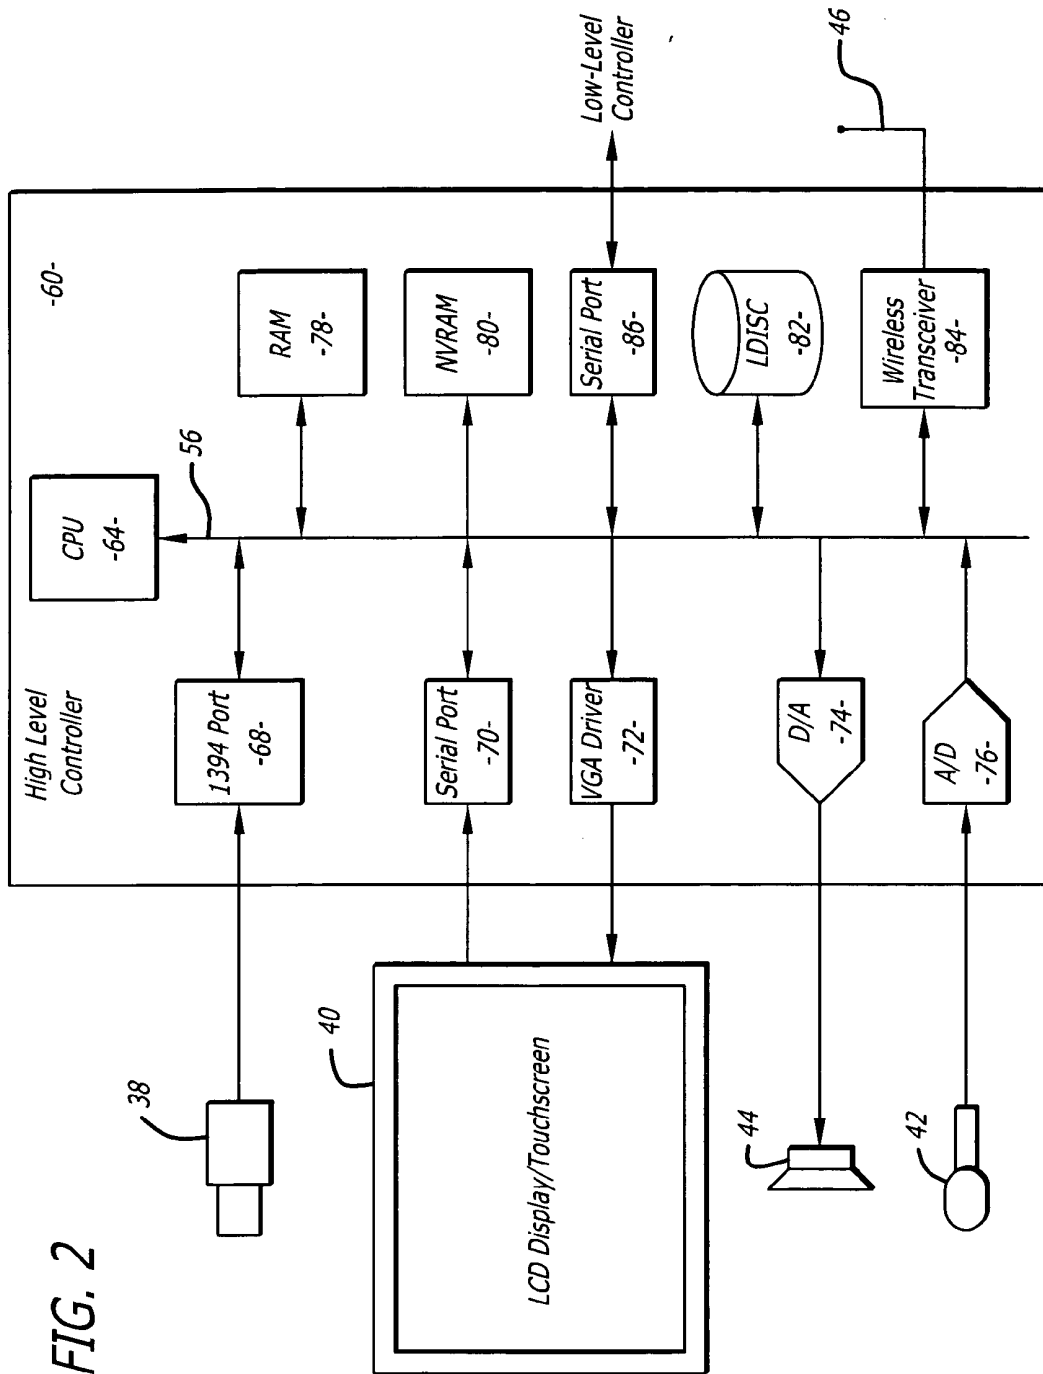 FIG. 2
38
40
LCD Display/Touchscreen
44
42
High Level
Controller
1394 Port
-68-
Serial Port
-70-
VGA Driver
-72-
D/A
-74-
A/D
-76-
CPU
-64-
56
-60-
RAM
-78-
NVRAM
-80-
Serial Port
-86-
LDISC
-82-
Wireless
Transceiver
-84-
Low-Level
Controller
46